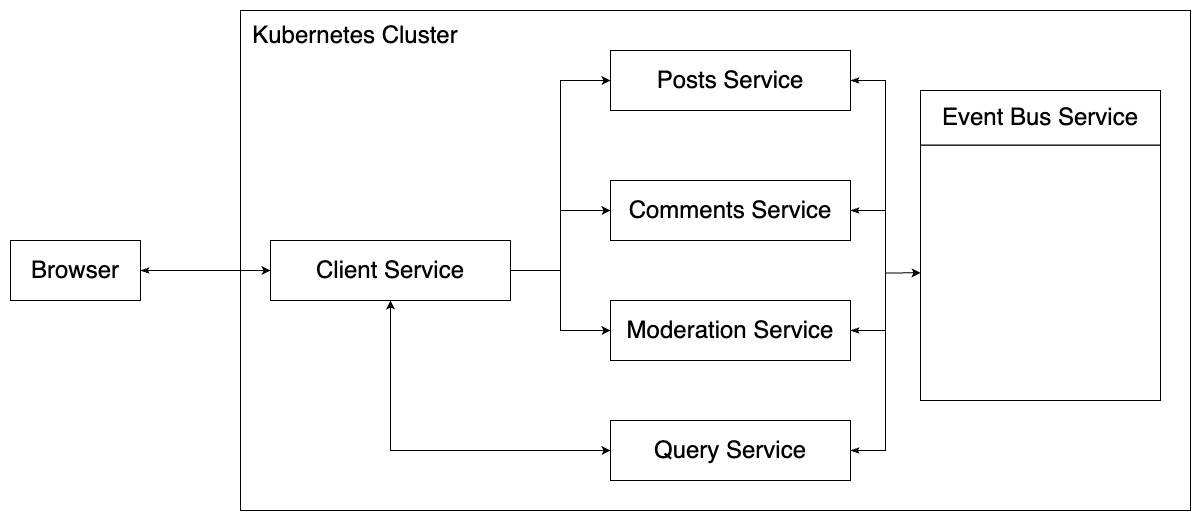 Kubernetes Cluster
Posts Service
Event Bus Service
Comments Service
Browser
Client Service
Moderation Service
Query Service